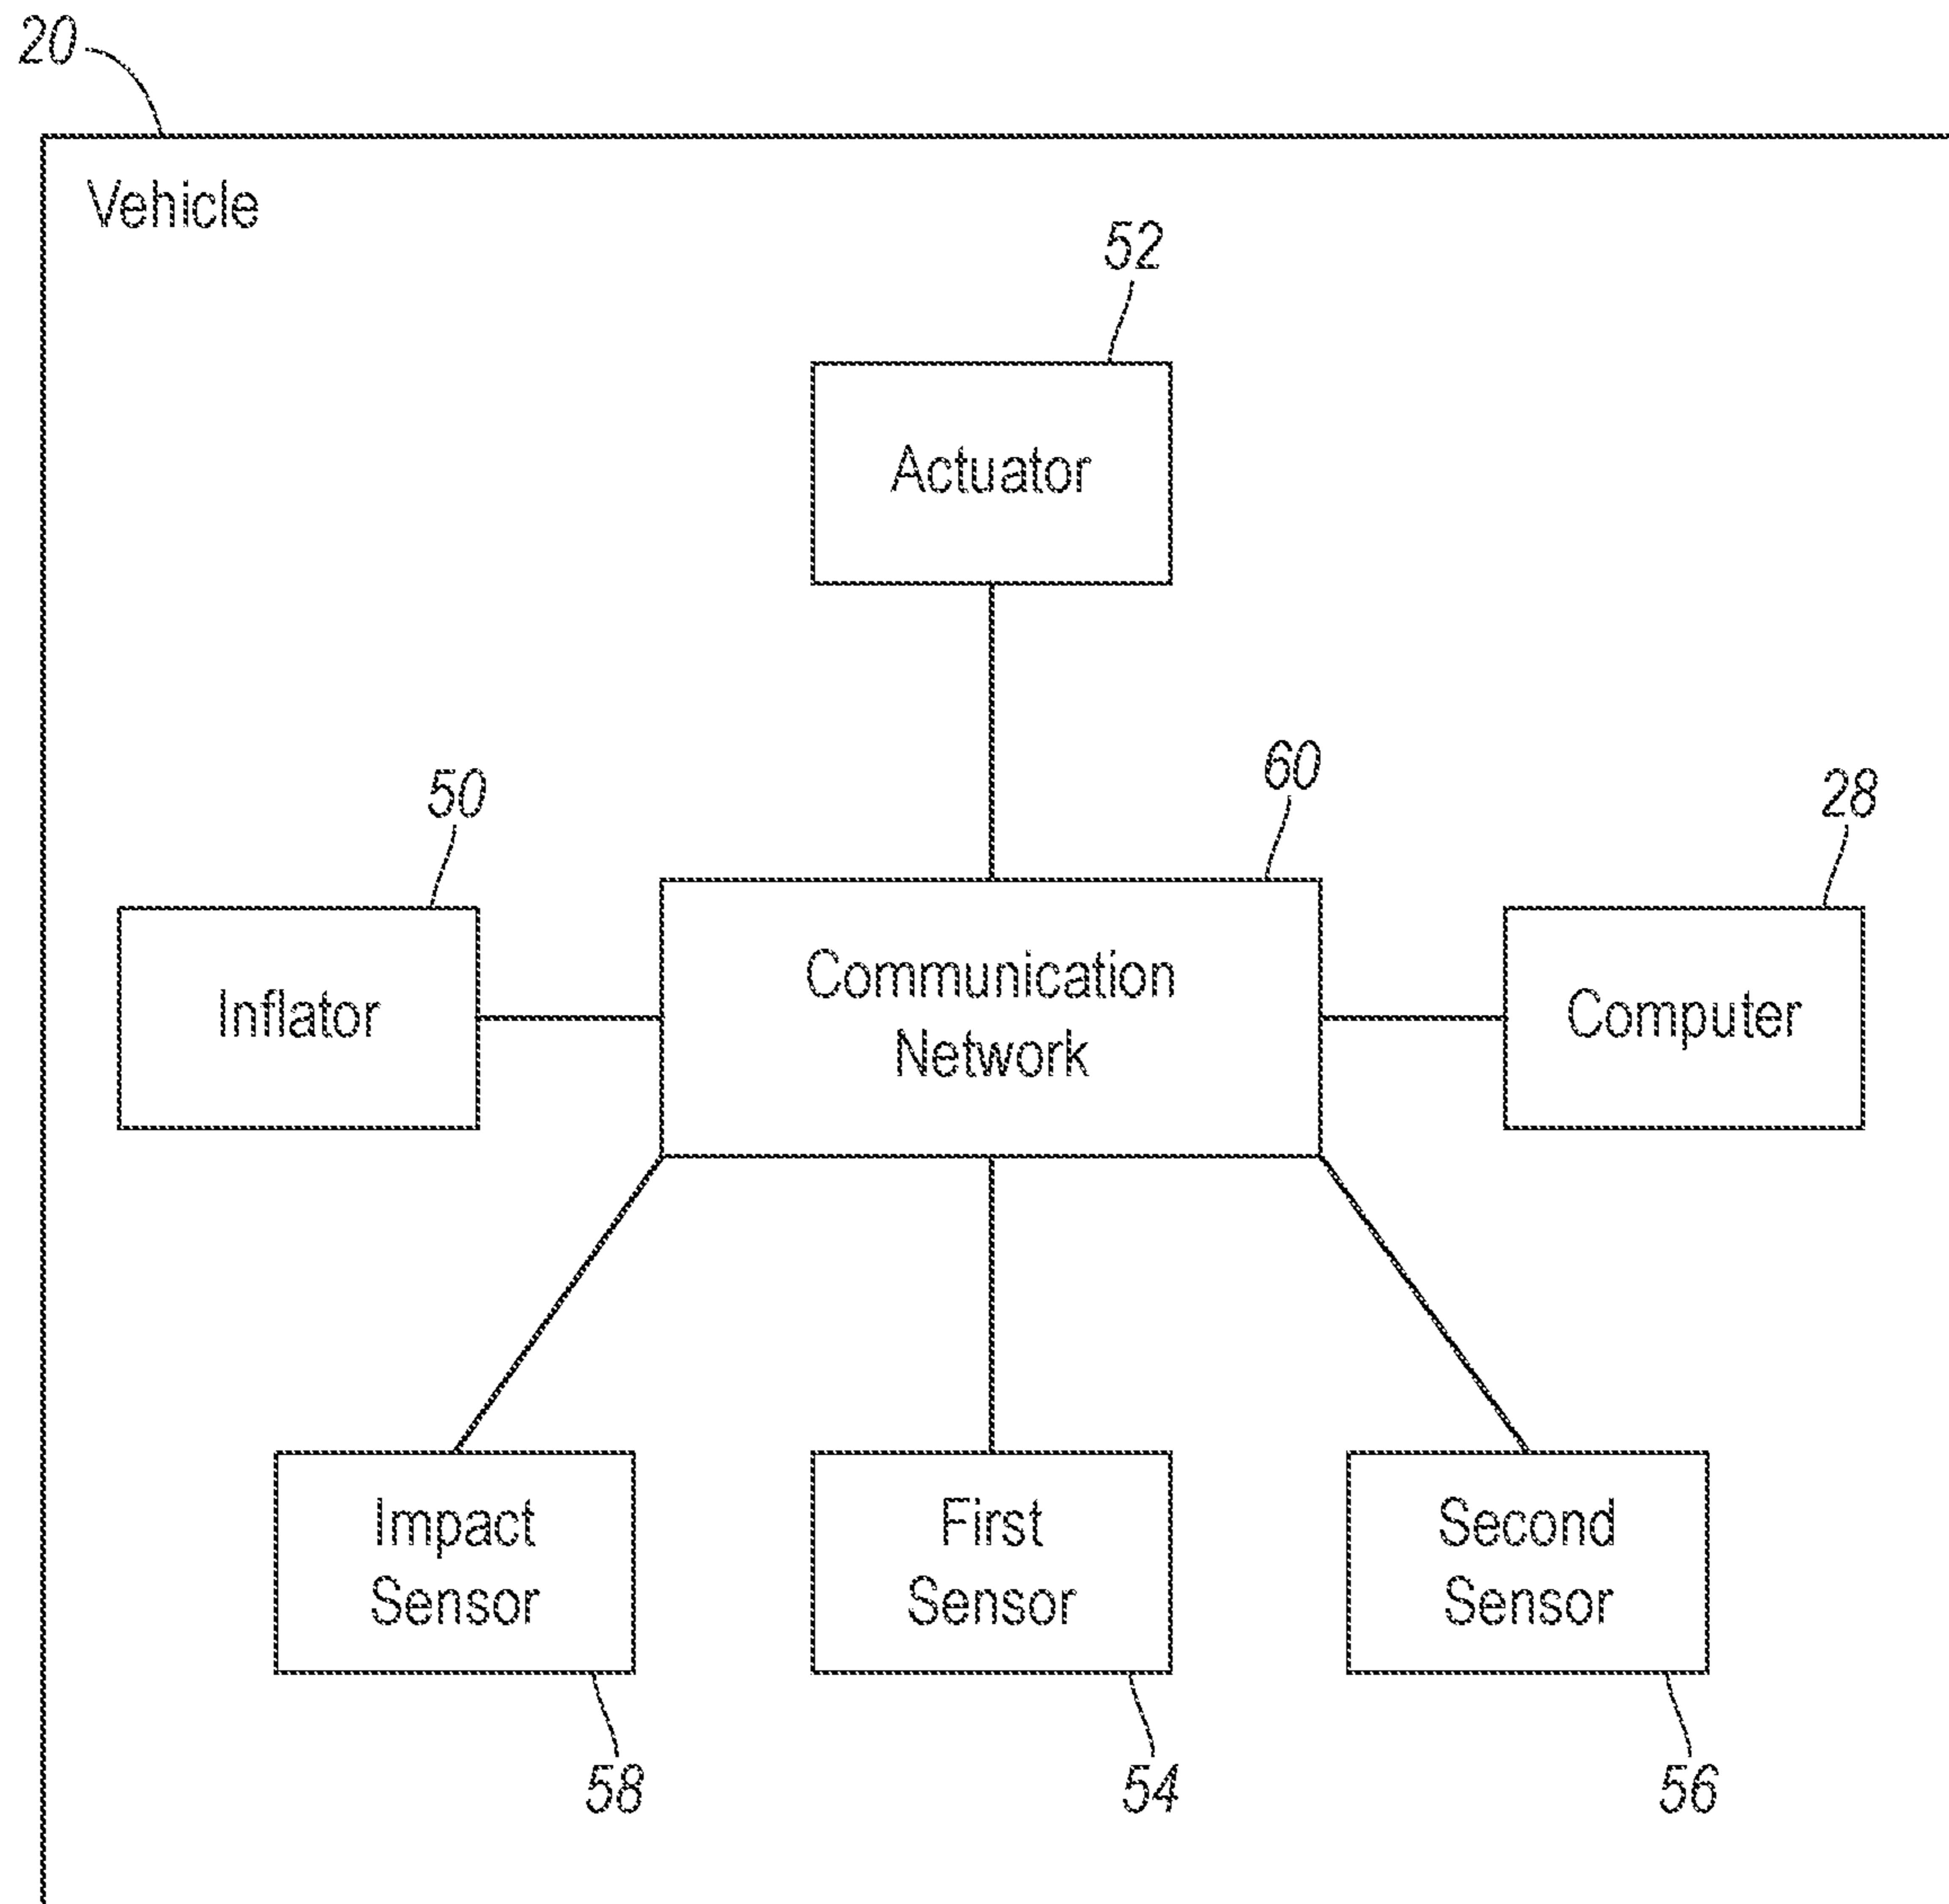 20
Vehicle
52
Actuator
50
60
28
Inflator
Communication
Network
Computer
Impact
Sensor
First
Sensor
Second
Sensor
58
54
56